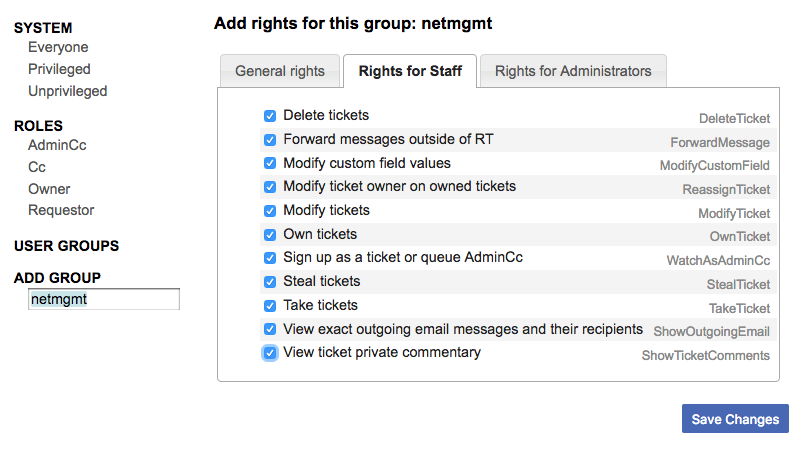 SYSTEM
Everyone
Privileged
Unprivileged
ROLES
AdminCc
Cc
Owner
Requestor
USER GROUPS
ADD GROUP
netmgmt
Add rights for this group: netmgmt
General rights Rights for Staff Rights for Administrators
Delete tickets DeleteTicket
Forward messages outside of RT ForwardMessage
Modify custom field values ModifyCustomField
Modify ticket owner on owned tickets ReassignTicket
Modify tickets ModifyTicket
Own tickets OwnTicket
Sign up as a ticket or queue AdminCc WatchAsAdminCc
Steal tickets StealTicket
Take tickets TakeTicket
View exact outgoing email messages and their recipients ShowOutgoingEmail
View ticket private commentary ShowTicketComments
Save Changes